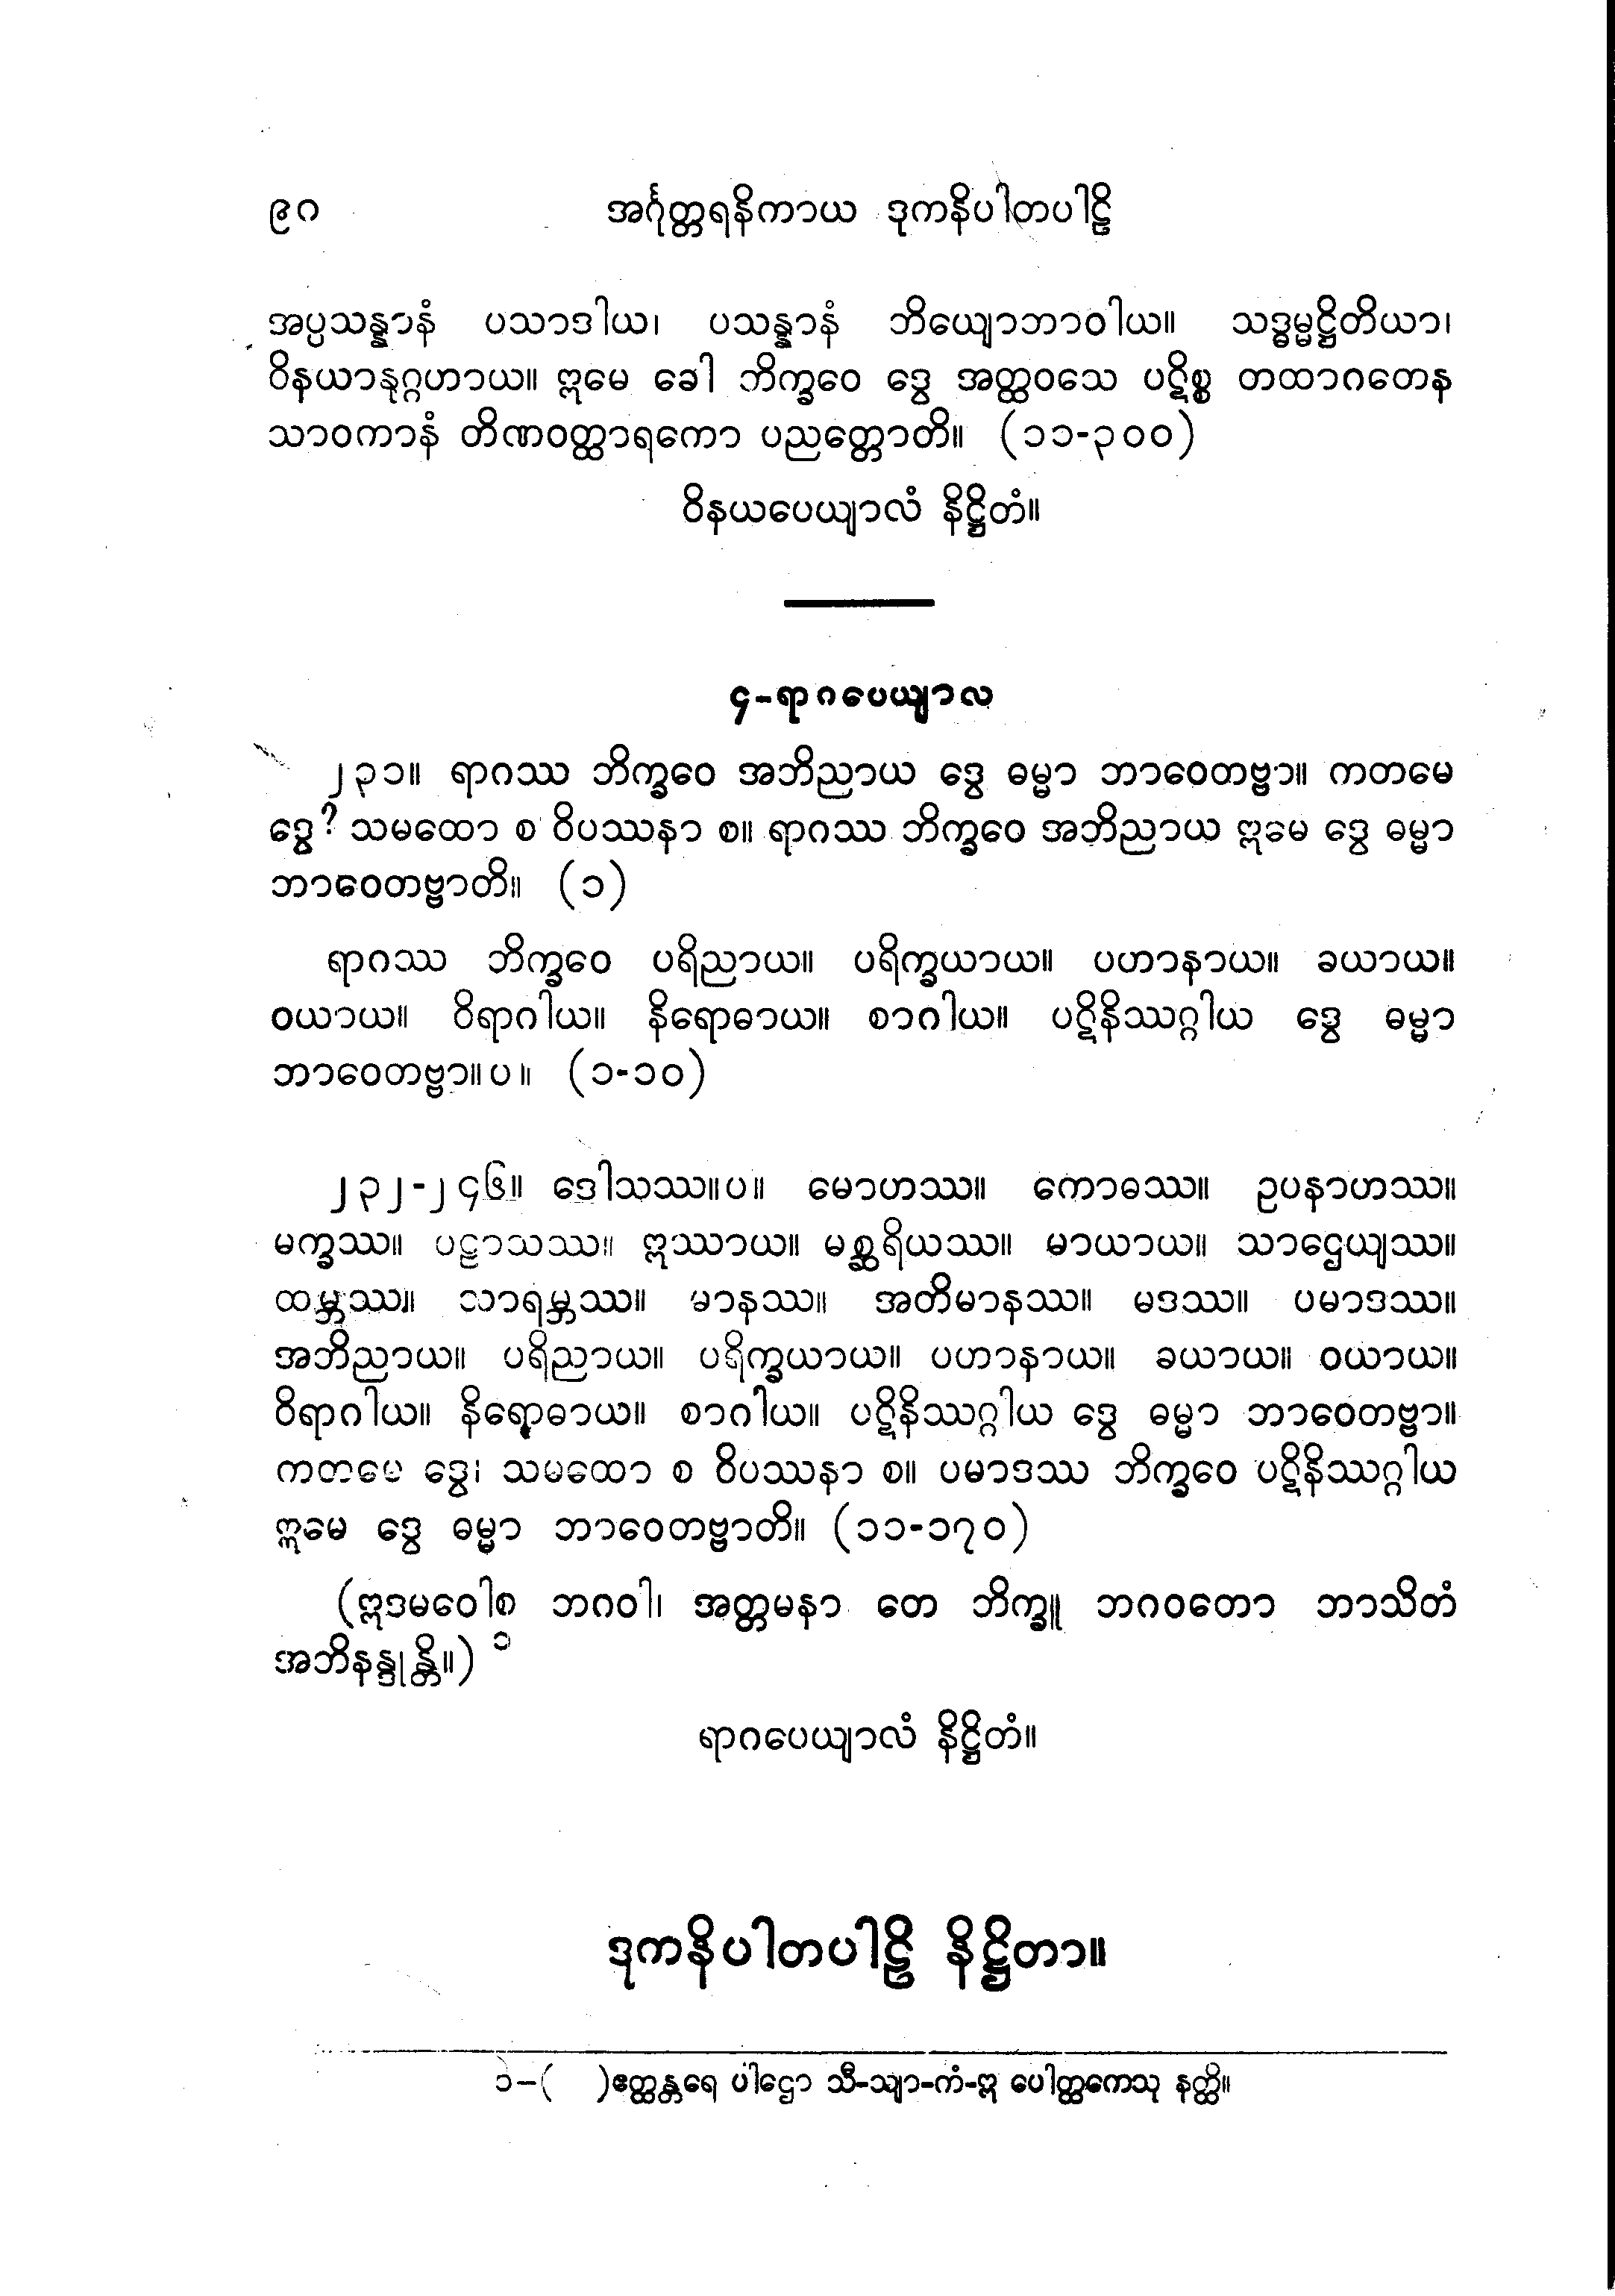 ၉၈ အင်္ဂုတ္တရနိကာယ ဒုကနိပါတပါဠိ
အပ္ပသန္နာနံ ပသာဒါယ၊ ပသန္နာနံ ဘိယျောဘာဝါယ။ သဒ္ဓမ္မဋ္ဌိတိယာ၊
ဝိနယာနုဂ္ဂဟာယ။ ဣမေ ခေါ ဘိက္ခဝေ ဒွေ အတ္ထဝသေ ပဋိစ္စ တထာဂတေန
သာဝကာနံ တိဏဝတ္ထာရကော ပညတ္တောတိ။ (၁၁-၃၀၀)
ဝိနယပေယျာလံ နိဋ္ဌိတံ။
၄-ရာဂပေယျာလ
၂၃၁။ ရာဂဿ ဘိက္ခဝေ အဘိညာယ ဒွေ ဓမ္မာ ဘာဝေတဗ္ဗာ။ ကတမေ
ဒွေ? သမထော စ ဝိပဿနာ စ။ ရာဂဿ ဘိက္ခဝေ အဘိညာယ ဣမေ ဒွေ ဓမ္မာ
ဘာဝေတဗ္ဗာတိ။ (၁)
ရာဂဿ ဘိက္ခဝေ ပရိညာယ။ ပရိက္ခယာယ။ ပဟာနာယ။ ခယာယ။
ဝယာယ။ ဝိရာဂါယ။ နိရောဓာယ။ စာဂါယ။ ပဋိနိဿဂ္ဂါယ ဒွေ ဓမ္မာ
ဘာဝေတဗ္ဗာ။ပ။ (၁-၁၀)
၂၃၂-၂၄၆။ ဒေါသဿ။ပ။ မောဟဿ။ ကောဓဿ။ ဥပနာဟဿ။
မက္ခဿ။ ပဠာသဿ။ ဣဿာယ။ မစ္ဆရိယဿ။ မာယာယ။ သာဌေယျဿ။
ထမ္ဘဿ။ သာရမ္ဘဿ။ မာနဿ။ အတိမာနဿ။ မဒဿ။ ပမာဒဿ။
အဘိညာယ။ ပရိညာယ။ ပရိက္ခယာယ။ ပဟာနာယ။ ခယာယ။ ဝယာယ။
ဝိရာဂါယ။ နိရောဓာယ။ စာဂါယ။ ပဋိနိဿဂ္ဂါယ ဒွေ ဓမ္မာ ဘာဝေတဗ္ဗာ။
ကတမေ ဒွေ၊ သမထော စ ဝိပဿနာ စ။ ပမာဒဿ ဘိက္ခဝေ ပဋိနိဿဂ္ဂါယ
ဣမေ ဒွေ ဓမ္မာ ဘာဝေတဗ္ဗာတိ။ (၁၁-၁၇၀)
(ဣဒမဝေါစ ဘဂဝါ၊ အတ္တမနာ တေ ဘိက္ခူ ဘဂဝတော ဘာသိတံ
အဘိနန္ဒုန္တိ။) ၁
ရာဂပေယျာလံ နိဋ္ဌိတံ။
ဒုကနိပါတပါဠိ နိဋ္ဌိတာ။
၁-( )ဧတ္ထန္တရေ ပါဌော သီ-သျာ-ကံ-ဣ ပေါတ္ထကေသု နတ္ထိ။